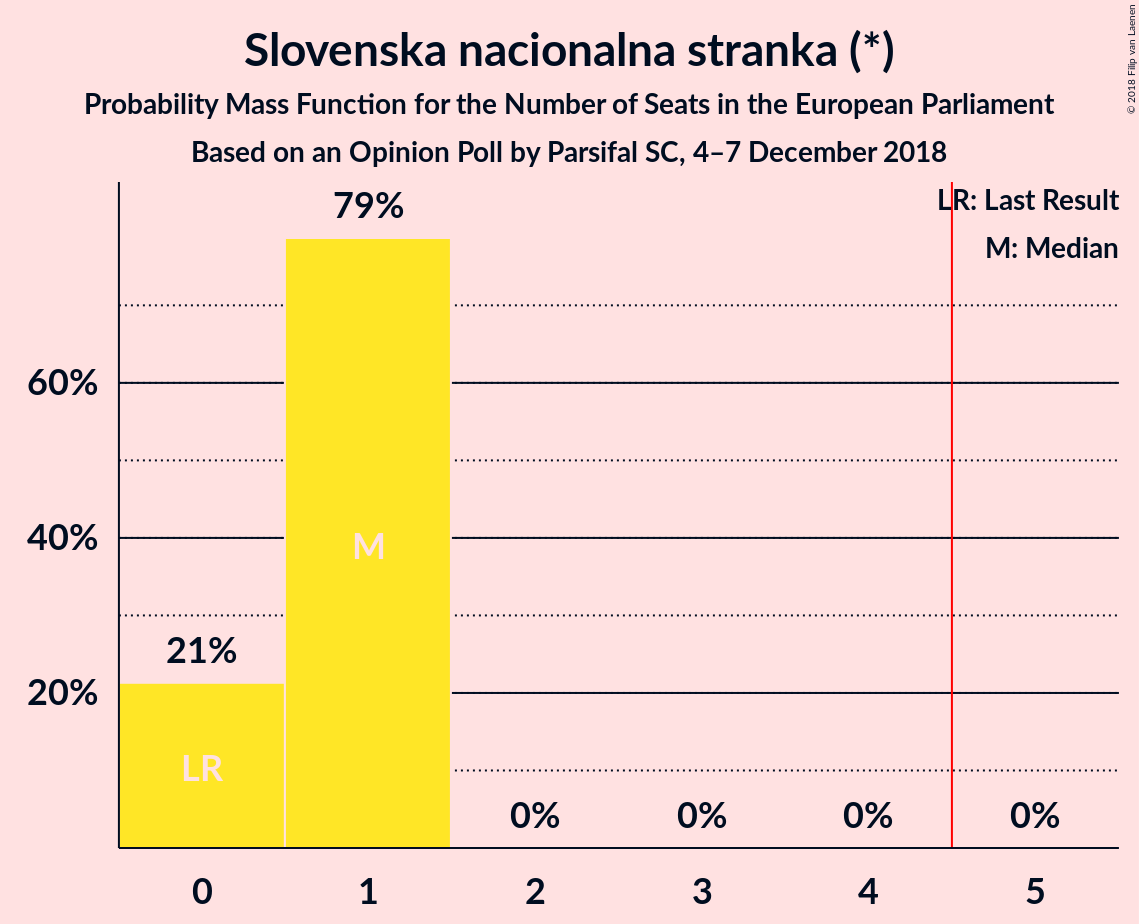 Slovenska nacionalna stranka (*)
Probability Mass Function for the Number of Seats in the European Parliament
Based on an Opinion Poll by Parsifal SC, 4–7 December 2018
© 2018 Filip van Laenen
LR: Last Result
M: Median
79%
60%
40%
M
21%
20%
LR
0% 0% 0% 0%
0 1 2 3 4 5